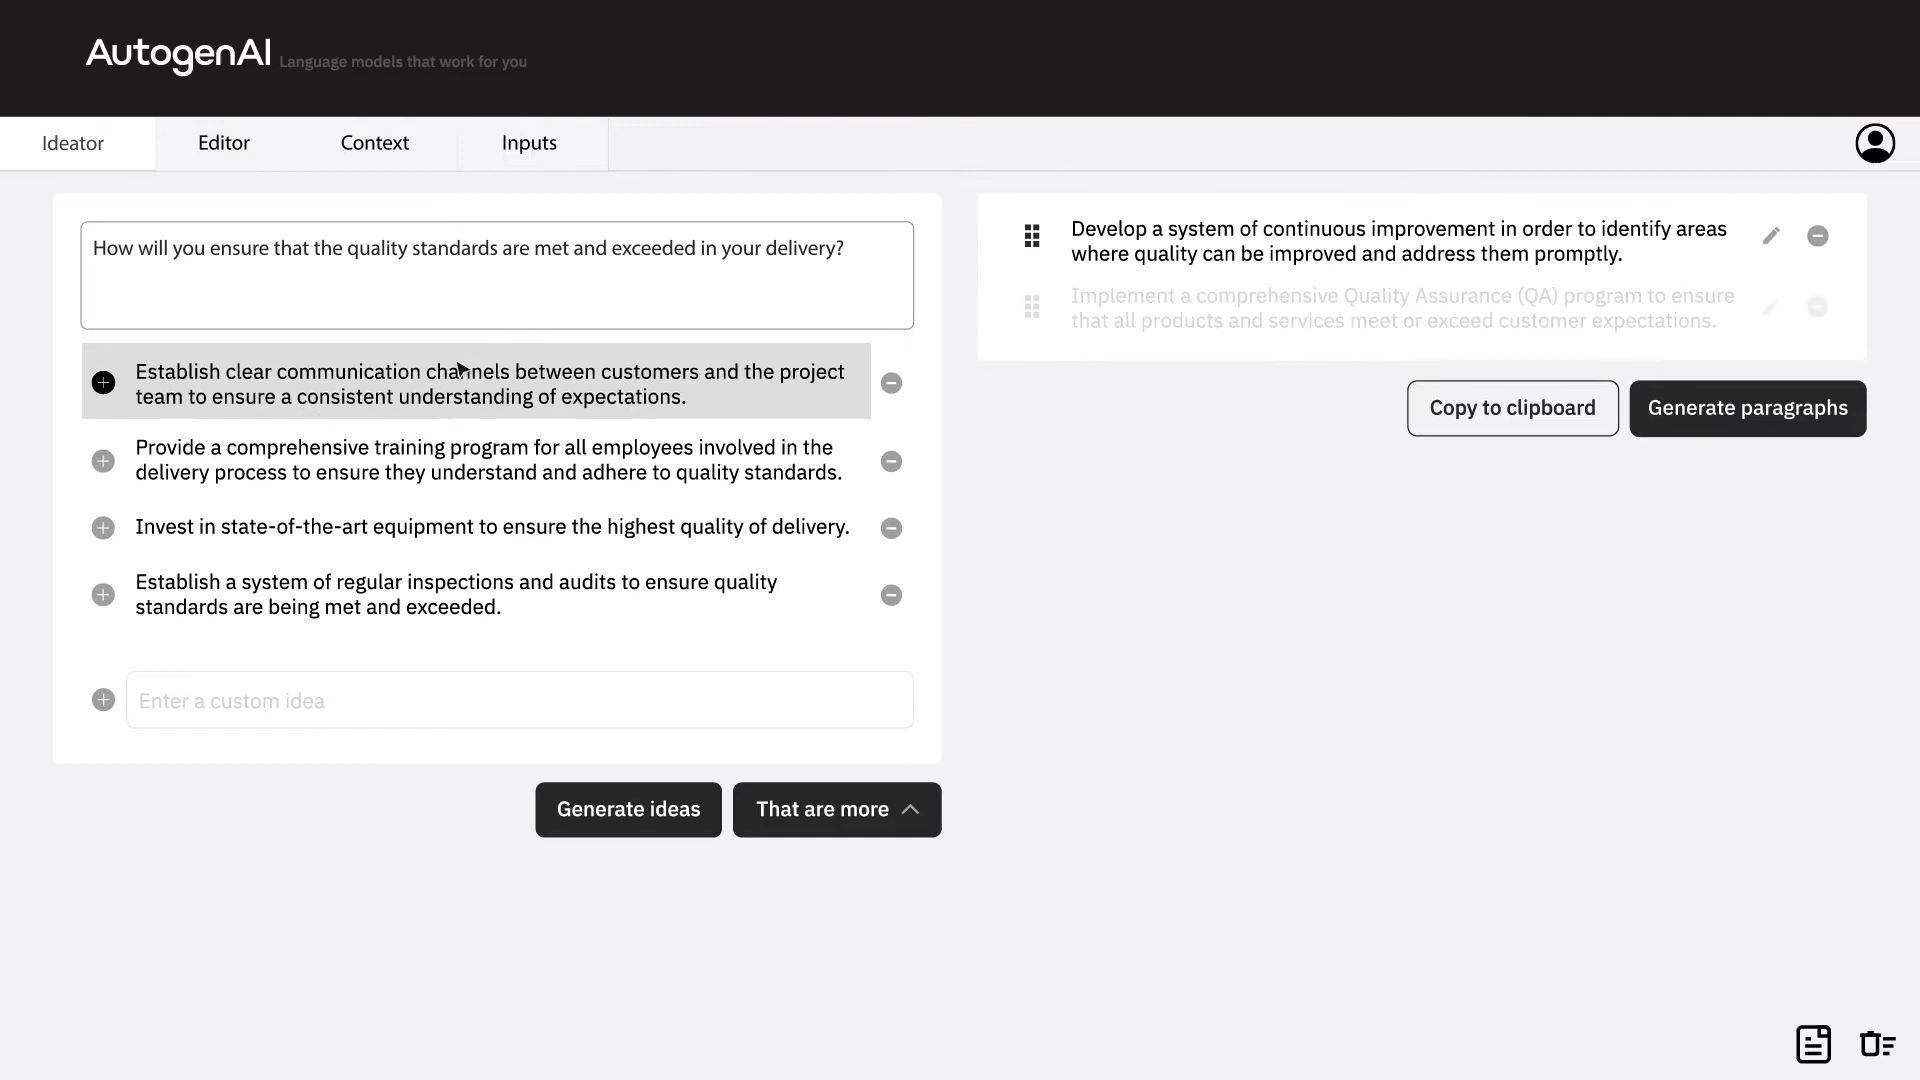 AutogenAI Language models that work for you
Ideator
Editor
Context
Inputs
How will you ensure that the quality standards are met and exceeded in your delivery?
Establish clear communication channels between customers and the project
team to ensure a consistent understanding of expectations.
Provide a comprehensive training program for all employees involved in the
delivery process to ensure they understand and adhere to quality standards.
Invest in state-of-the-art equipment to ensure the highest quality of delivery.
Establish a system of regular inspections and audits to ensure quality
standards are being met and exceeded.
Enter a custom idea
Generate ideas
That are more
Develop a system of continuous improvement in order to identify areas
where quality can be improved and address them promptly.
Implement a comprehensive Quality Assurance (QA) program to ensure
that all products and services meet or exceed customer expectations.
Copy to clipboard
Generate paragraphs